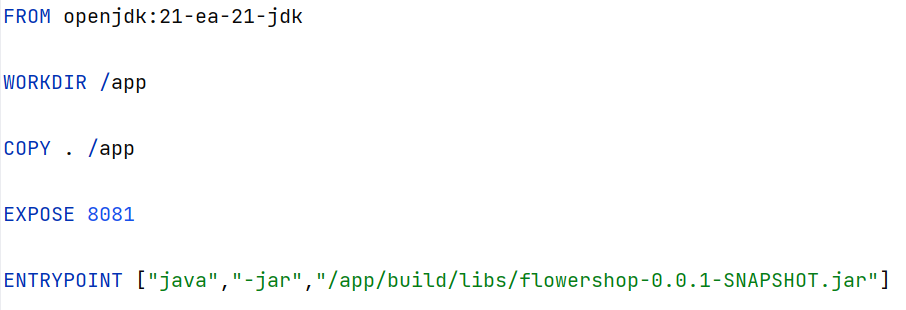 FROM openjdk:21-ea-21-jdk
WORKDIR /app
COPY . /app
EXPOSE 8081
ENTRYPOINT ["java","-jar","/app/build/libs/flowershop-0.0.1-SNAPSHOT.jar"]